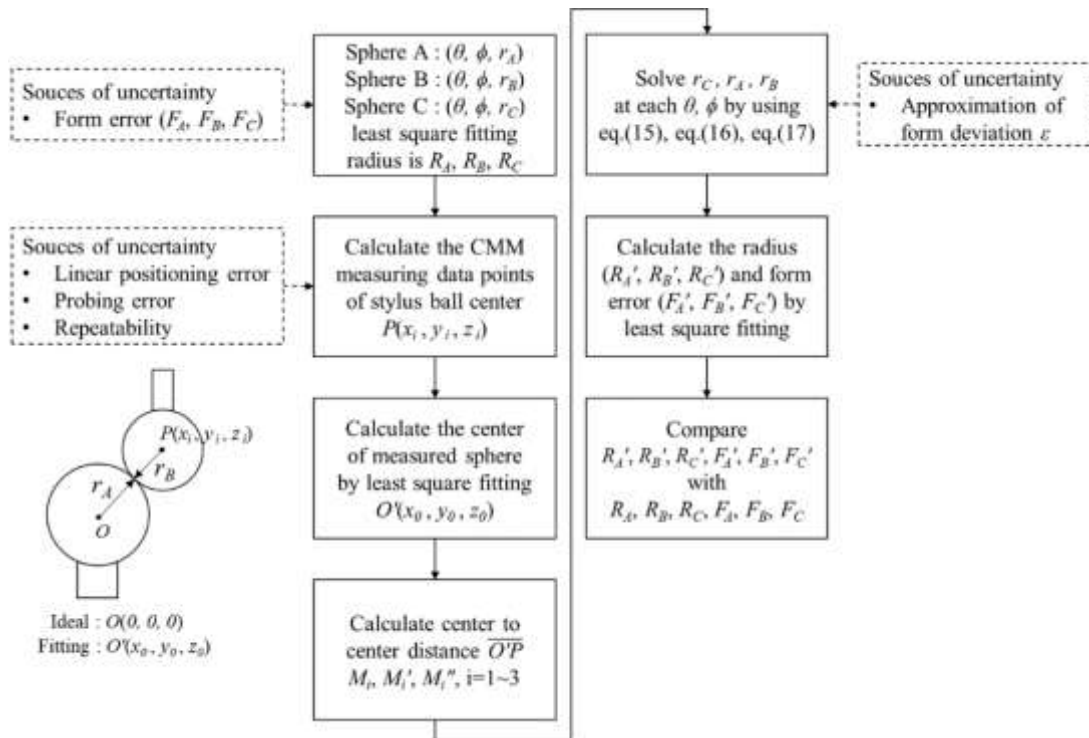 Souces of uncertainty
• Form error (F_A, F_B, F_C)
Sphere A : (θ, ϕ, r_A)
Sphere B : (θ, ϕ, r_B)
Sphere C : (θ, ϕ, r_C)
least square fitting
radius is R_A, R_B, R_C
Souces of uncertainty
• Linear positioning error
• Probing error
• Repeatability
Calculate the CMM
measuring data points
of stylus ball center
P(x_i , y_i , z_i)
Calculate the center
of measured sphere
by least square fitting
O'(x_0 , y_0 , z_0)
Calculate center to
center distance O'P
M_i, M_i', M_i'', i=1~3
P(x_i , y_i , z_i)
r_B
r_A
O
Ideal : O(0, 0, 0)
Fitting : O'(x_0 , y_0 , z_0)
Solve r_C , r_A , r_B
at each θ, ϕ by using
eq.(15), eq.(16), eq.(17)
Souces of uncertainty
• Approximation of
form deviation ε
Calculate the radius
(R_A', R_B', R_C') and form
error (F_A', F_B', F_C') by
least square fitting
Compare
R_A', R_B', R_C', F_A', F_B', F_C'
with
R_A, R_B, R_C, F_A, F_B, F_C